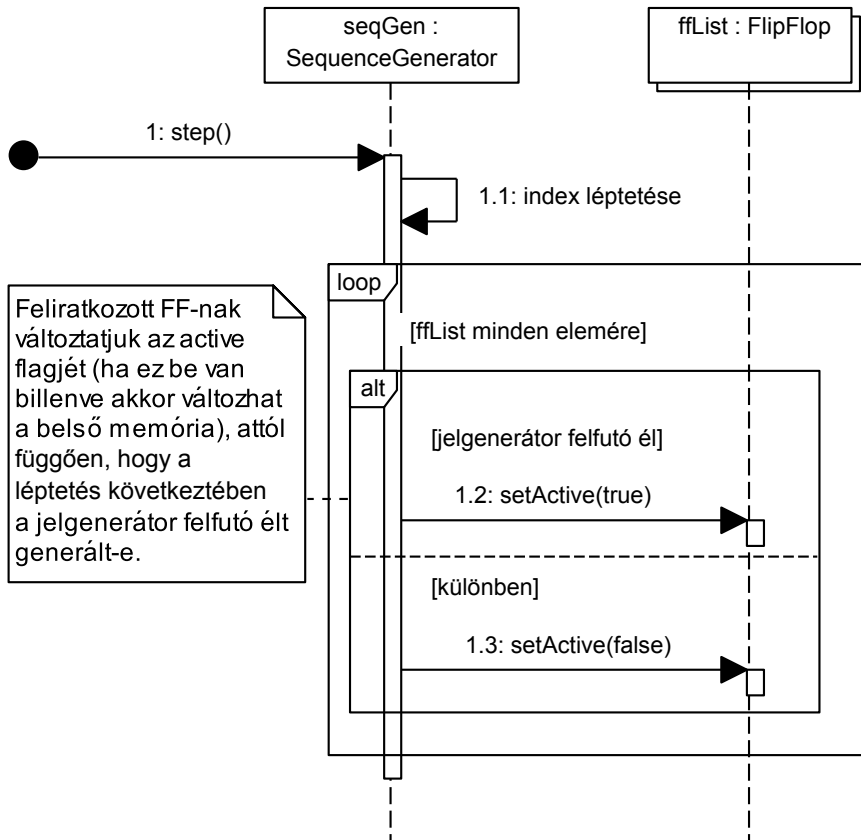 seqGen :
SequenceGenerator
ffList : FlipFlop
1: step()
1.1: index léptetése
loop
[ffList minden elemére]
Feliratkozott FF-nak
változtatjuk az active
flagjét (ha ez be van
billenve akkor változhat
a belső memória), attól
függően, hogy a
léptetés következtében
a jelgenerátor felfutó élt
generált-e.
alt
[jelgenerátor felfutó él]
1.2: setActive(true)
[különben]
1.3: setActive(false)